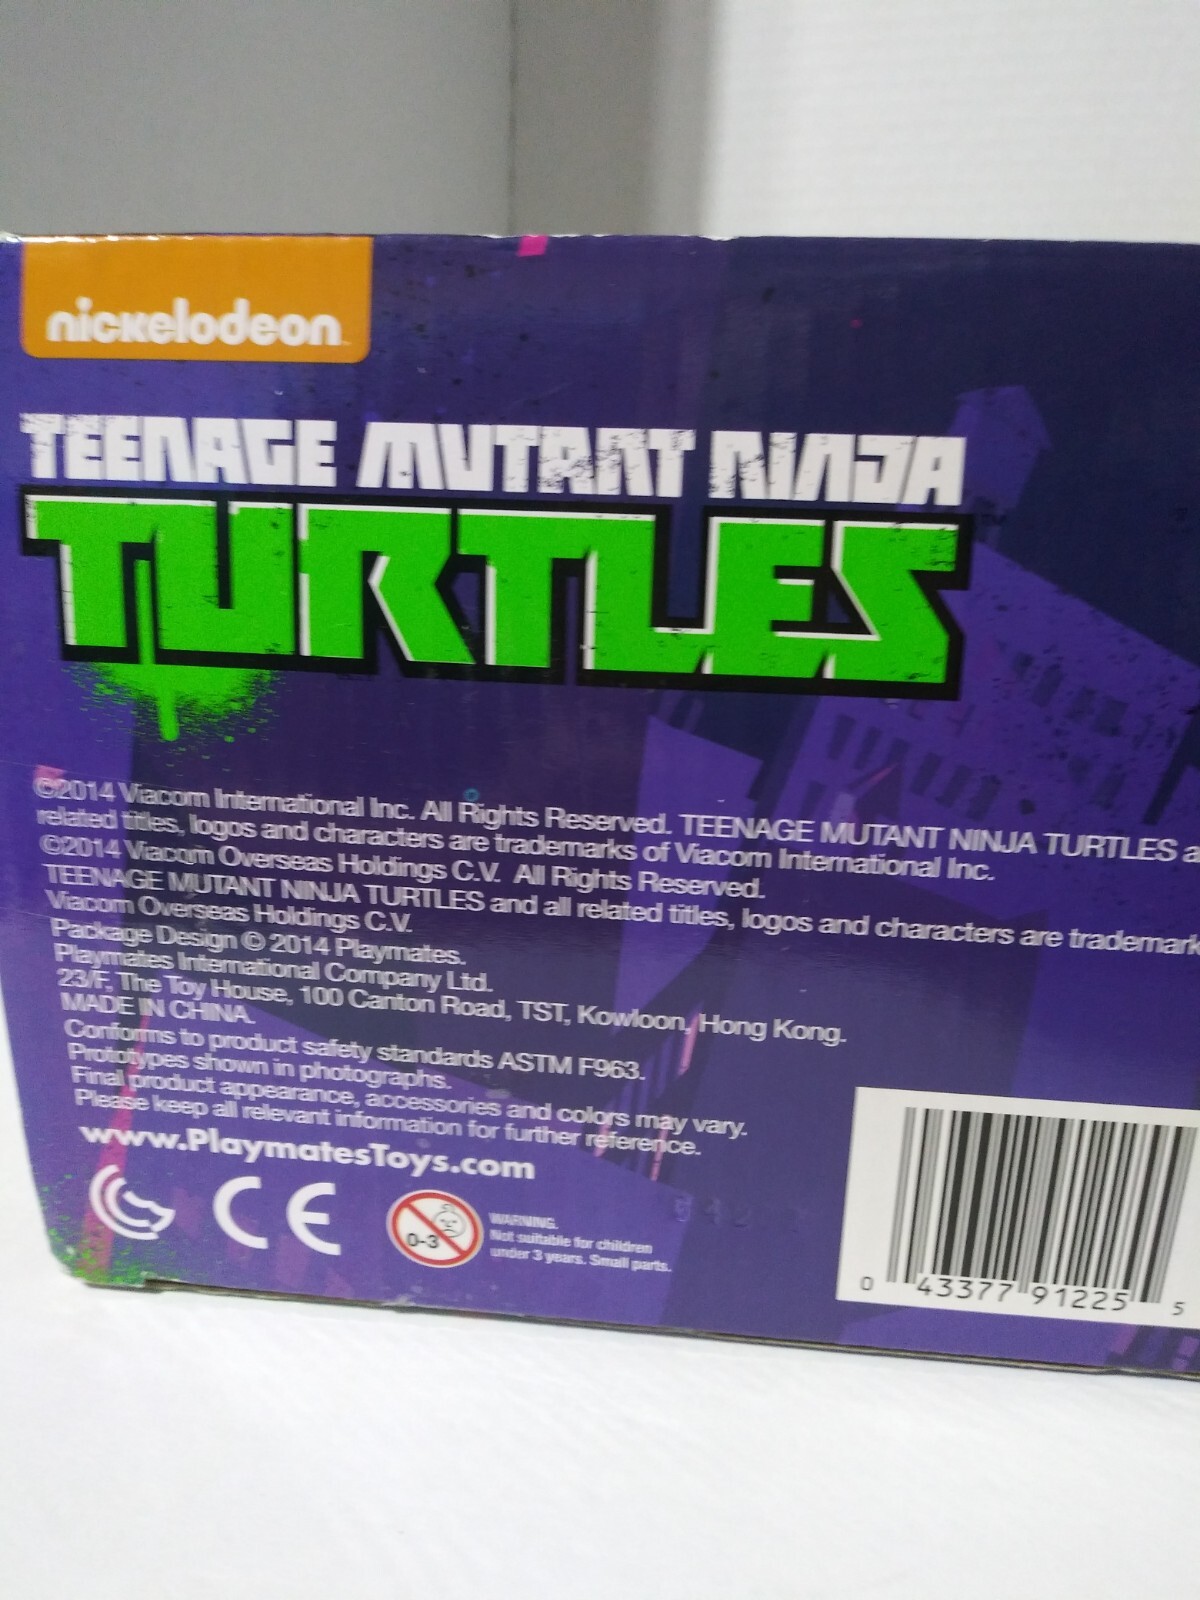 nickelodeon
TEENAGE MUTANT NINJA
TURTLES
©2014 Viacom International Inc. All Rights Reserved. TEENAGE MUTANT NINJA TURTLES a
related titles, logos and characters are trademarks of Viacom International Inc.
©2014 Viacom Overseas Holdings C.V. All Rights Reserved.
TEENAGE MUTANT NINJA TURTLES and all related titles, logos and characters are trademark
Viacom Overseas Holdings C.V.
Package Design © 2014 Playmates.
Playmates International Company Ltd.
23/F, The Toy House, 100 Canton Road, TST, Kowloon, Hong Kong.
MADE IN CHINA.
Conforms to product safety standards ASTM F963.
Prototypes shown in photographs.
Final product appearance, accessories and colors may vary.
Please keep all relevant information for further reference.
www.PlaymatesToys.com
CE
0-3
WARNING.
Not suitable for children
under 3 years. Small parts.
0 43377 91225 5